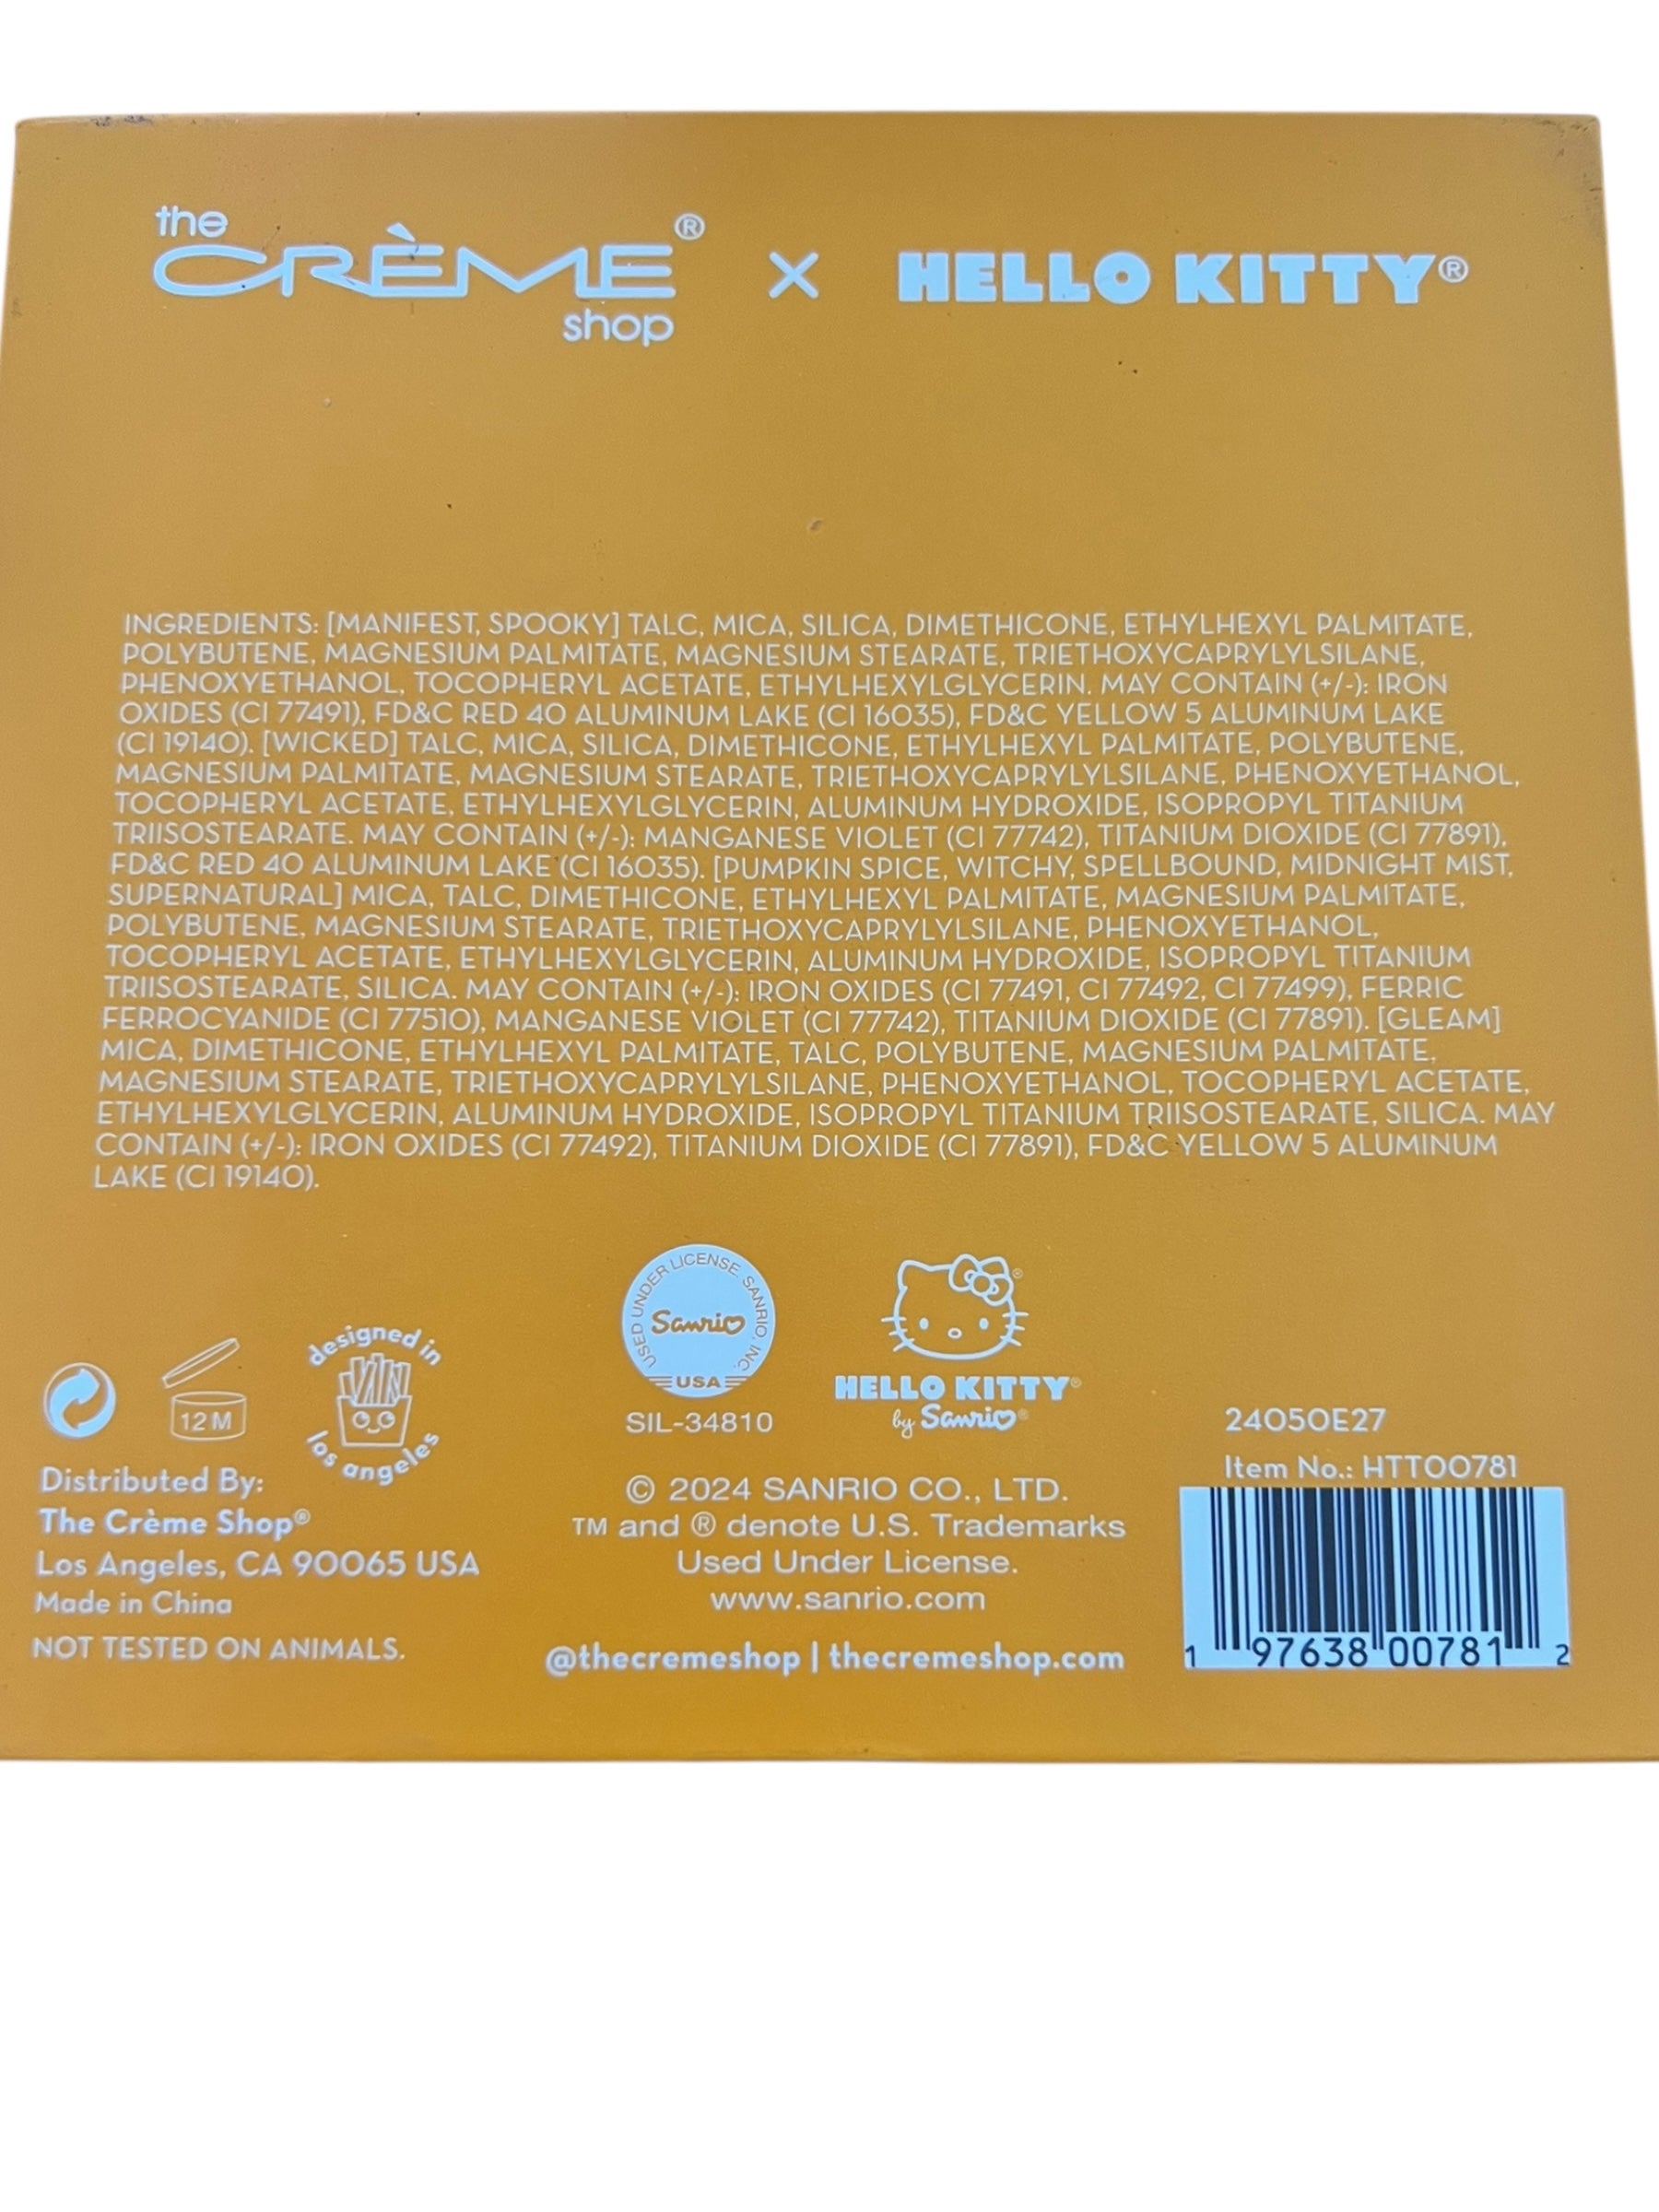 the
CRÈME®
shop
× HELLO KITTY®
INGREDIENTS: [MANIFEST, SPOOKY] TALC, MICA, SILICA, DIMETHICONE, ETHYLHEXYL PALMITATE,
POLYBUTENE, MAGNESIUM PALMITATE, MAGNESIUM STEARATE, TRIETHOXYCAPRYLYLSILANE,
PHENOXYETHANOL, TOCOPHERYL ACETATE, ETHYLHEXYLGLYCERIN. MAY CONTAIN (+/-): IRON
OXIDES (CI 77491), FD&C RED 40 ALUMINUM LAKE (CI 16035), FD&C YELLOW 5 ALUMINUM LAKE
(CI 19140). [WICKED] TALC, MICA, SILICA, DIMETHICONE, ETHYLHEXYL PALMITATE, POLYBUTENE,
MAGNESIUM PALMITATE, MAGNESIUM STEARATE, TRIETHOXYCAPRYLYLSILANE, PHENOXYETHANOL,
TOCOPHERYL ACETATE, ETHYLHEXYLGLYCERIN, ALUMINUM HYDROXIDE, ISOPROPYL TITANIUM
TRIISOSTEARATE. MAY CONTAIN (+/-): MANGANESE VIOLET (CI 77742), TITANIUM DIOXIDE (CI 77891),
FD&C RED 40 ALUMINUM LAKE (CI 16035). [PUMPKIN SPICE, WITCHY, SPELLBOUND, MIDNIGHT MIST,
SUPERNATURAL] MICA, TALC, DIMETHICONE, ETHYLHEXYL PALMITATE, MAGNESIUM PALMITATE,
POLYBUTENE, MAGNESIUM STEARATE, TRIETHOXYCAPRYLYLSILANE, PHENOXYETHANOL,
TOCOPHERYL ACETATE, ETHYLHEXYLGLYCERIN, ALUMINUM HYDROXIDE, ISOPROPYL TITANIUM
TRIISOSTEARATE, SILICA. MAY CONTAIN (+/-): IRON OXIDES (CI 77491, CI 77492, CI 77499), FERRIC
FERROCYANIDE (CI 77510), MANGANESE VIOLET (CI 77742), TITANIUM DIOXIDE (CI 77891). [GLEAM]
MICA, DIMETHICONE, ETHYLHEXYL PALMITATE, TALC, POLYBUTENE, MAGNESIUM PALMITATE,
MAGNESIUM STEARATE, TRIETHOXYCAPRYLYLSILANE, PHENOXYETHANOL, TOCOPHERYL ACETATE,
ETHYLHEXYLGLYCERIN, ALUMINUM HYDROXIDE, ISOPROPYL TITANIUM TRIISOSTEARATE, SILICA. MAY
CONTAIN (+/-): IRON OXIDES (CI 77492), TITANIUM DIOXIDE (CI 77891), FD&C YELLOW 5 ALUMINUM
LAKE (CI 19140).
12 M
designed in
los angeles
Distributed By:
The Crème Shop®
Los Angeles, CA 90065 USA
Made in China
NOT TESTED ON ANIMALS.
USED UNDER LICENSE, SANRIO, INC.
Sanrio
USA
SIL-34810
HELLO KITTY®
by Sanrio®
© 2024 SANRIO CO., LTD.
TM and ® denote U.S. Trademarks
Used Under License.
www.sanrio.com
@thecremeshop | thecremeshop.com
24050E27
Item No.: HTT00781
1 97638 00781 2